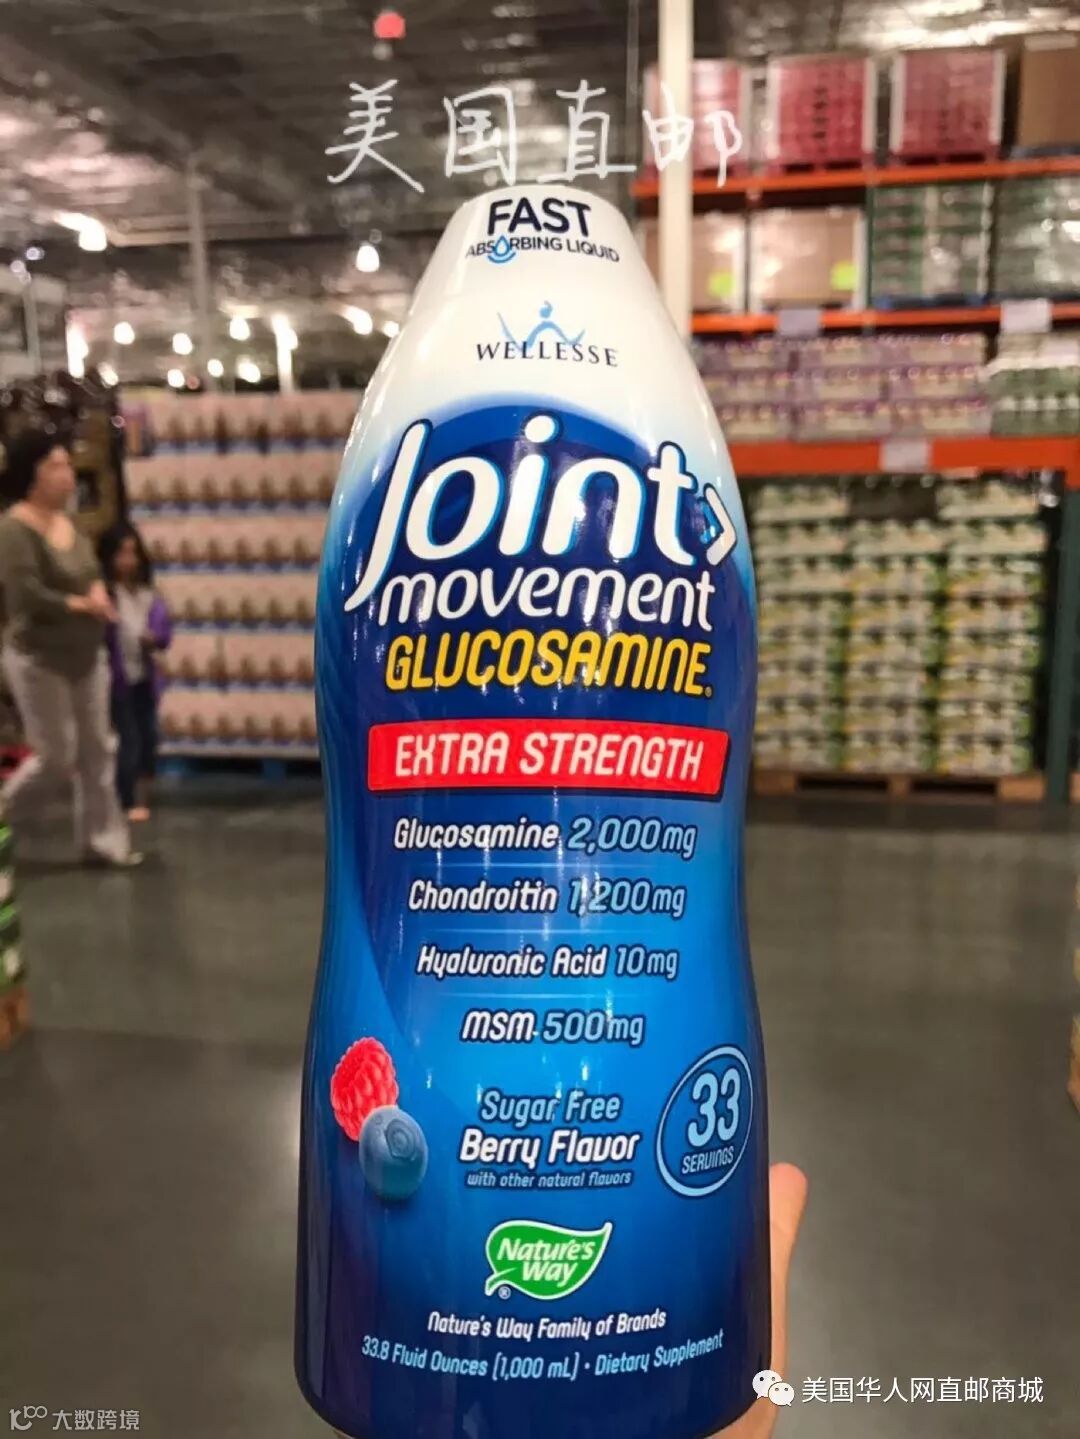 美国直邮
FAST
ABSORBING LIQUID
WELLESSE
Joint
movement
GLUCOSAMINE®
EXTRA STRENGTH
Glucosamine 2,000mg
Chondroitin 1,200mg
Hyaluronic Acid 10mg
MSM 500mg
Sugar Free
Berry Flavor
with other natural flavors
33
SERVINGS
Nature's
Way®
Nature's Way Family of Brands
33.8 Fluid Ounces (1,000 mL) • Dietary Supplement
美国华人网直邮商城
大数跨境